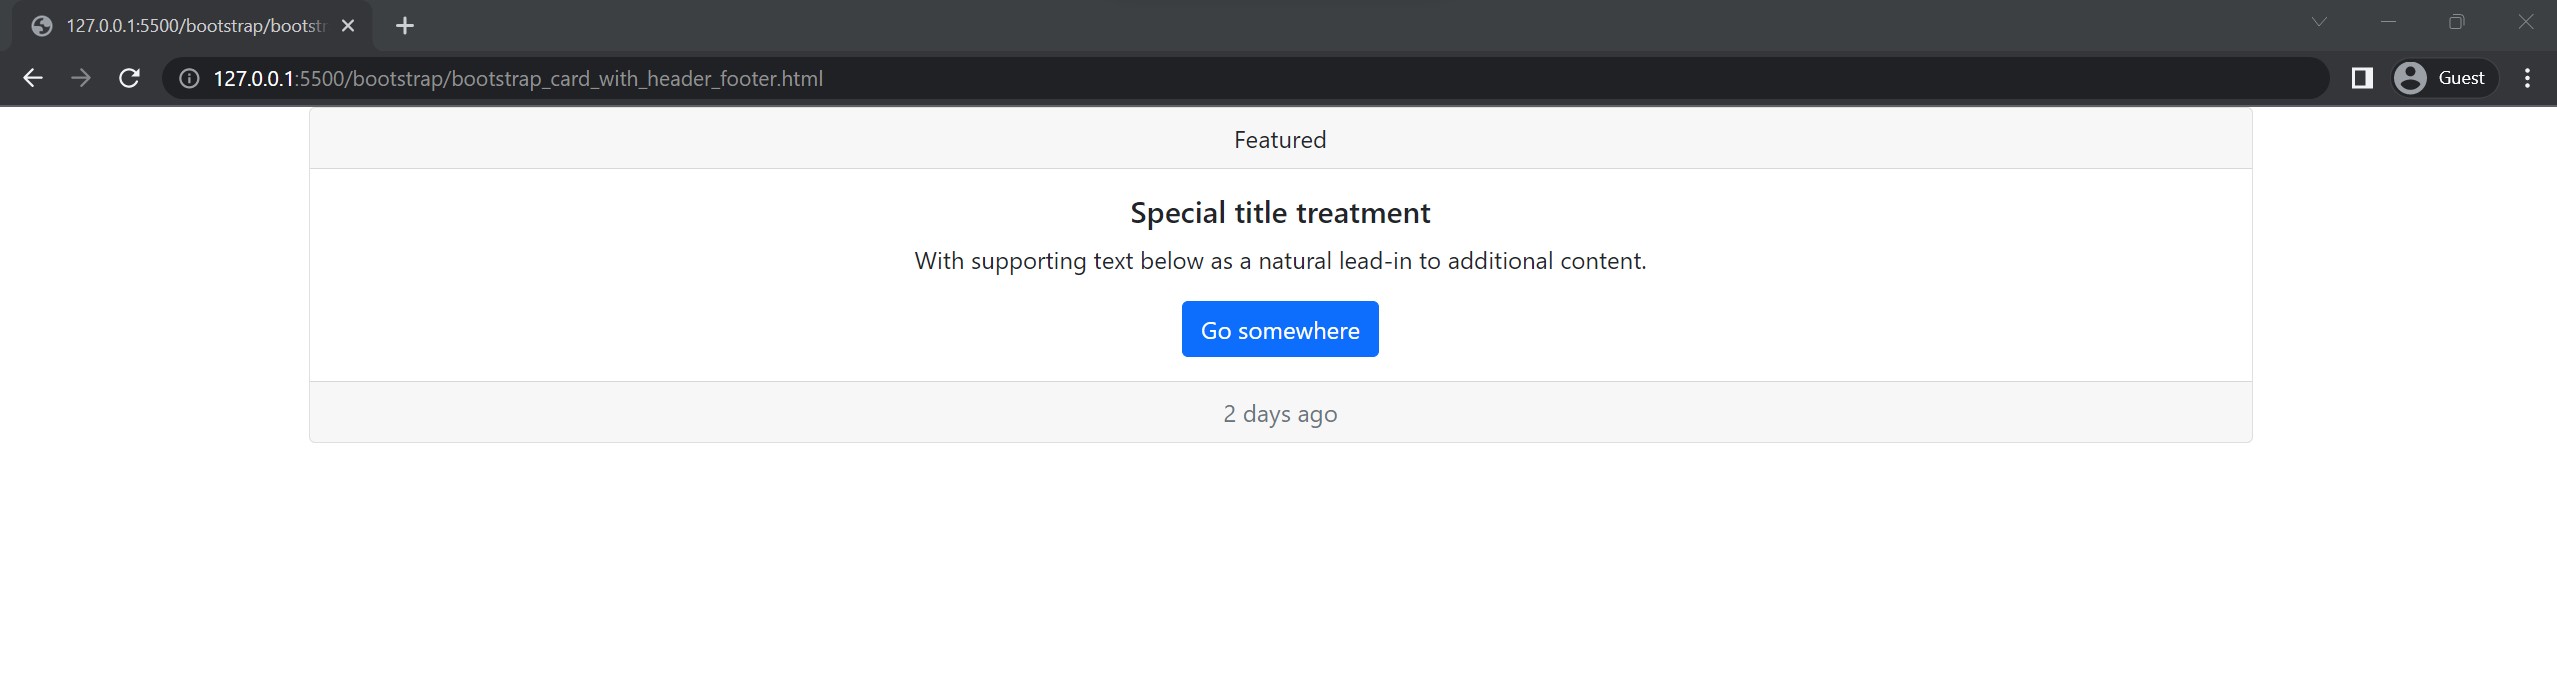 127.0.0.1:5500/bootstrap/bootstr
127.0.0.1:5500/bootstrap/bootstrap_card_with_header_footer.html
Guest
Featured
Special title treatment
With supporting text below as a natural lead-in to additional content.
Go somewhere
2 days ago